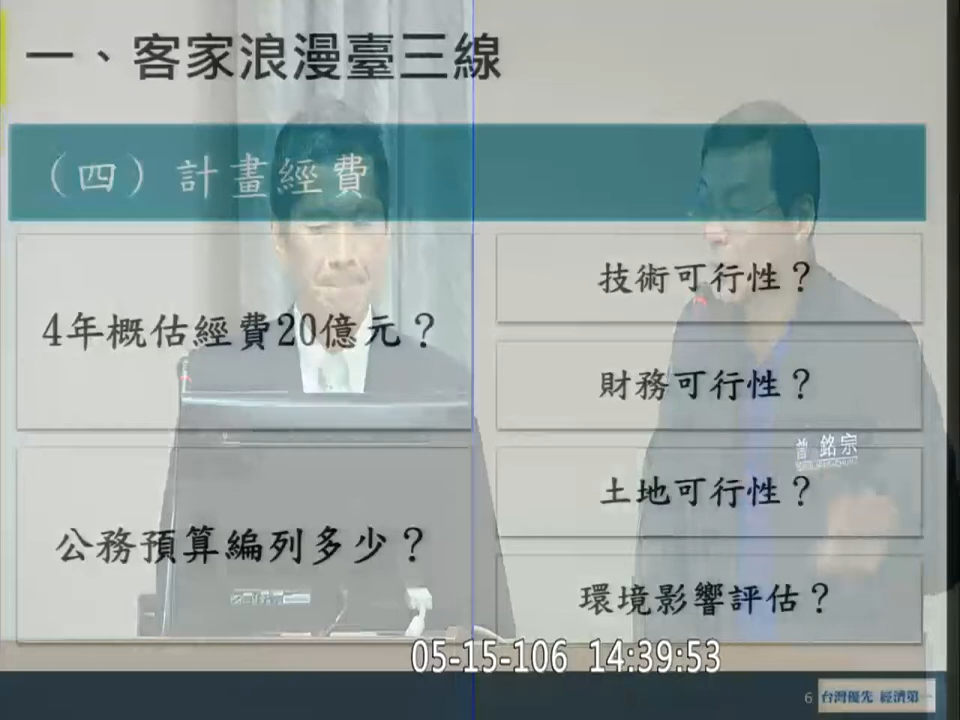 一、客家浪漫臺三線
（四）計畫經費
4年概估經費20億元？
公務預算編列多少？
技術可行性？
財務可行性？
土地可行性？
環境影響評估？
曾銘宗
05-15-106 14:39:53
6
台灣優先 經濟第一